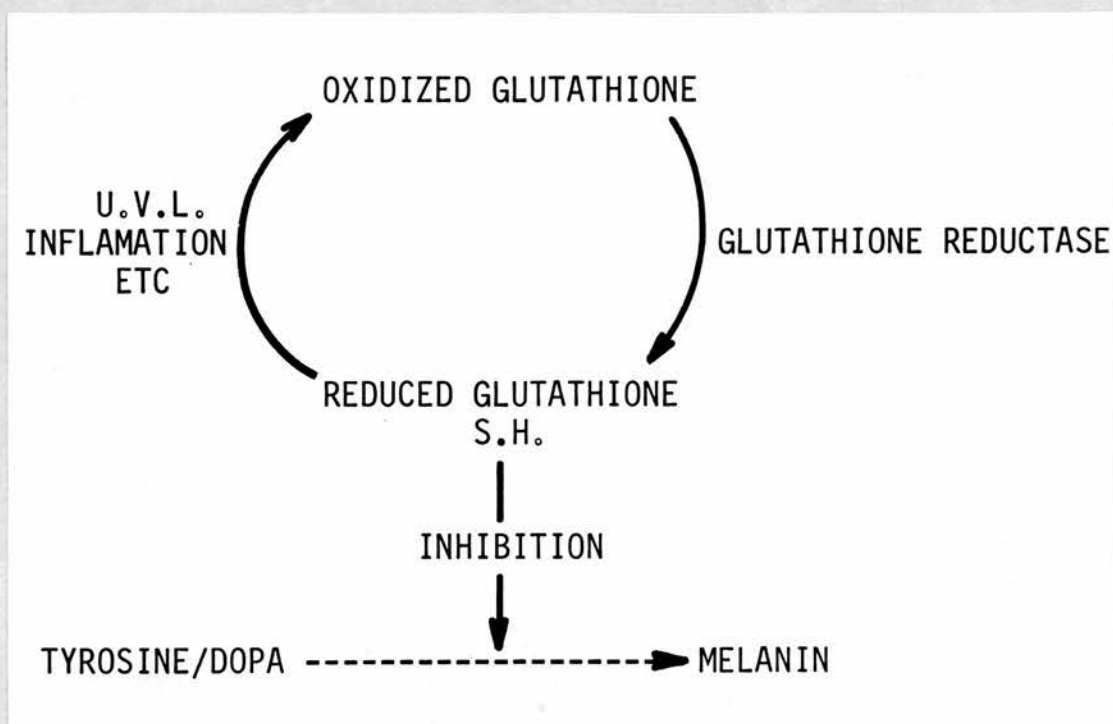 OXIDIZED GLUTATHIONE
U.V.L.
INFLAMATION
ETC
GLUTATHIONE REDUCTASE
REDUCED GLUTATHIONE
S.H.
INHIBITION
TYROSINE/DOPA
MELANIN